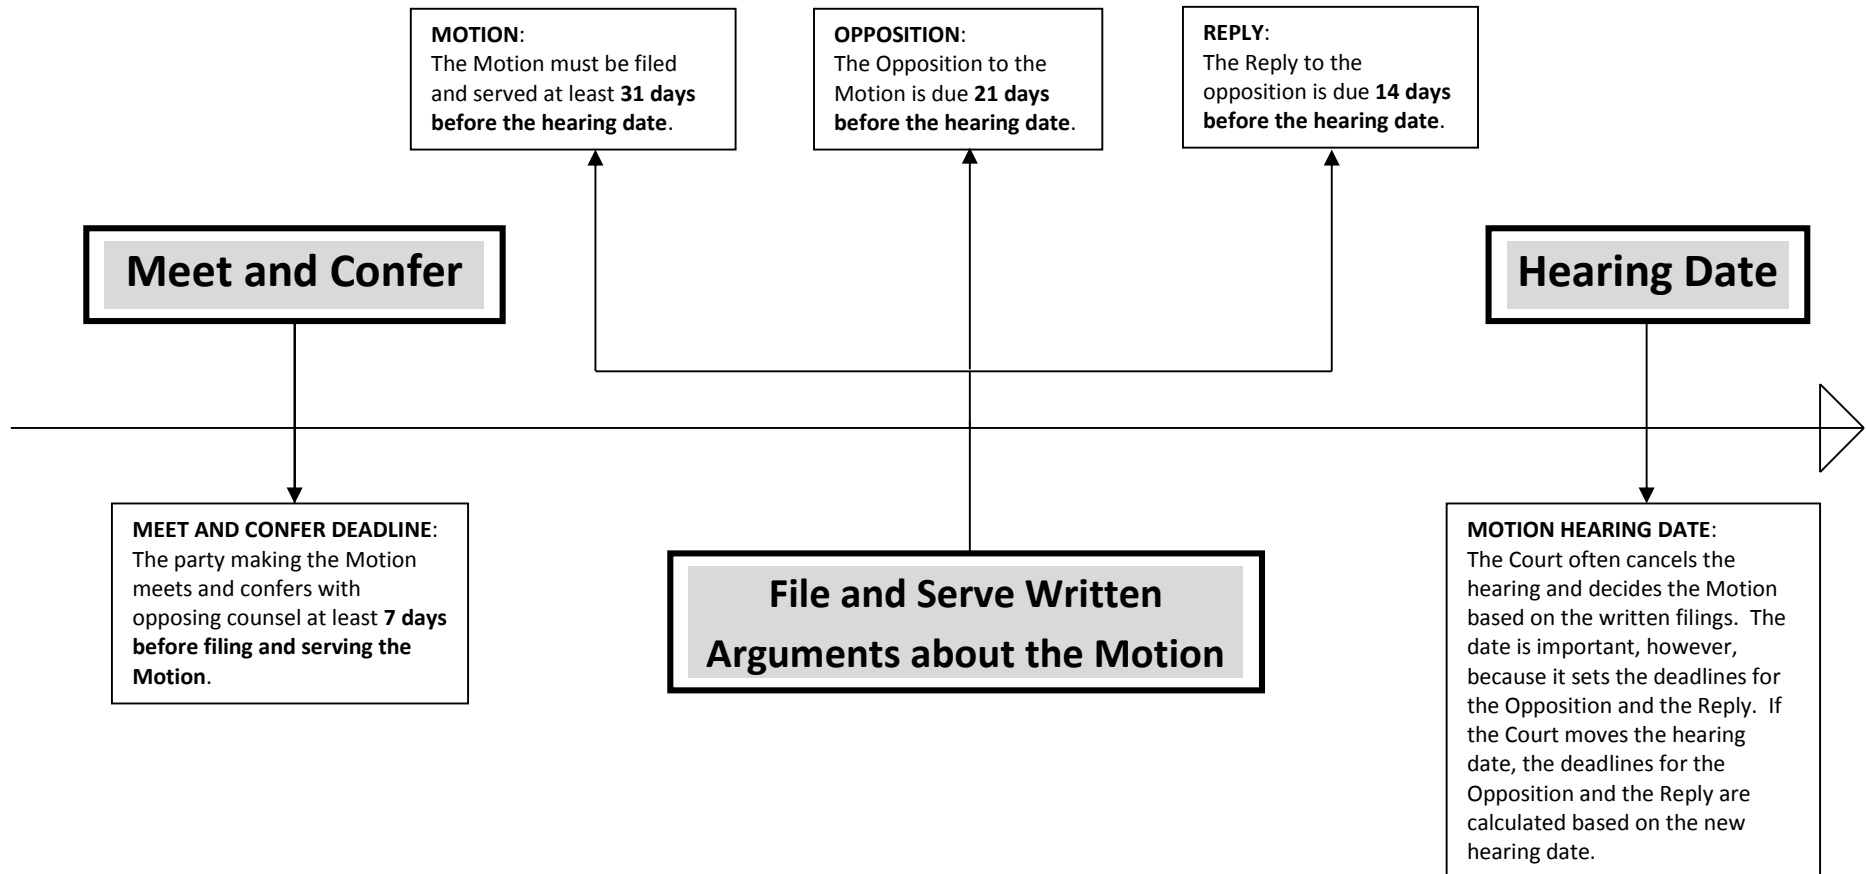 MOTION:
The Motion must be filed
and served at least 31 days
before the hearing date.
OPPOSITION:
The Opposition to the
Motion is due 21 days
before the hearing date.
REPLY:
The Reply to the
opposition is due 14 days
before the hearing date.
Meet and Confer
Hearing Date
MEET AND CONFER DEADLINE:
The party making the Motion
meets and confers with
opposing counsel at least 7 days
before filing and serving the
Motion.
File and Serve Written
Arguments about the Motion
MOTION HEARING DATE:
The Court often cancels the
hearing and decides the Motion
based on the written filings.  The
date is important, however,
because it sets the deadlines for
the Opposition and the Reply.  If
the Court moves the hearing
date, the deadlines for the
Opposition and the Reply are
calculated based on the new
hearing date.